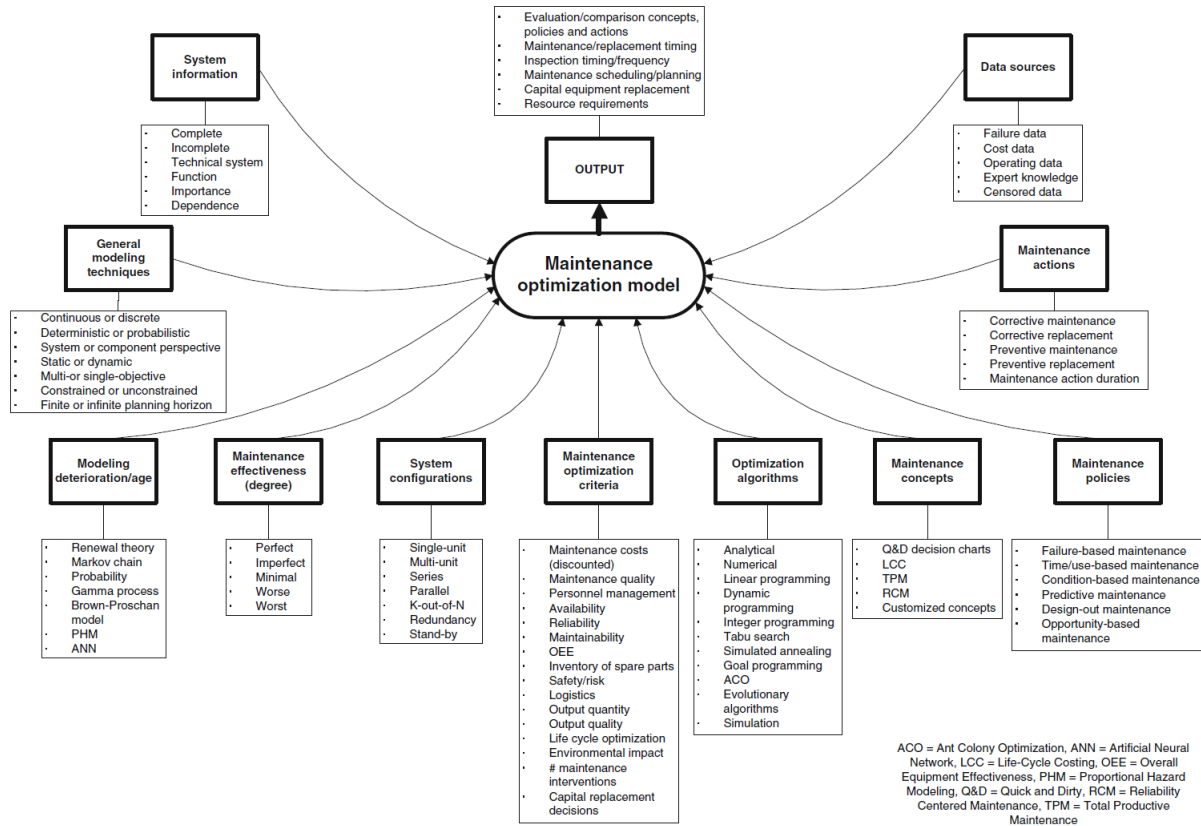 Evaluation/comparison concepts,
policies and actions
Maintenance/replacement timing
Inspection timing/frequency
Maintenance scheduling/planning
Capital equipment replacement
Resource requirements
System
information
Complete
Incomplete
Technical system
Function
Importance
Dependence
OUTPUT
Data sources
Failure data
Cost data
Operating data
Expert knowledge
Censored data
General
modeling
techniques
Continuous or discrete
Deterministic or probabilistic
System or component perspective
Static or dynamic
Multi-or single-objective
Constrained or unconstrained
Finite or infinite planning horizon
Maintenance
optimization model
Maintenance
actions
Corrective maintenance
Corrective replacement
Preventive maintenance
Preventive replacement
Maintenance action duration
Modeling
deterioration/age
Renewal theory
Markov chain
Probability
Gamma process
Brown-Proschan
model
PHM
ANN
Maintenance
effectiveness
(degree)
Perfect
Imperfect
Minimal
Worse
Worst
System
configurations
Single-unit
Multi-unit
Series
Parallel
K-out-of-N
Redundancy
Stand-by
Maintenance
optimization
criteria
Maintenance costs
(discounted)
Maintenance quality
Personnel management
Availability
Reliability
Maintainability
OEE
Inventory of spare parts
Safety/risk
Logistics
Output quantity
Output quality
Life cycle optimization
Environmental impact
# maintenance
interventions
Capital replacement
decisions
Optimization
algorithms
Analytical
Numerical
Linear programming
Dynamic
programming
Integer programming
Tabu search
Simulated annealing
Goal programming
ACO
Evolutionary
algorithms
Simulation
Maintenance
concepts
Q&D decision charts
LCC
TPM
RCM
Customized concepts
Maintenance
policies
Failure-based maintenance
Time/use-based maintenance
Condition-based maintenance
Predictive maintenance
Design-out maintenance
Opportunity-based
maintenance
ACO = Ant Colony Optimization, ANN = Artificial Neural
Network, LCC = Life-Cycle Costing, OEE = Overall
Equipment Effectiveness, PHM = Proportional Hazard
Modeling, Q&D = Quick and Dirty, RCM = Reliability
Centered Maintenance, TPM = Total Productive
Maintenance